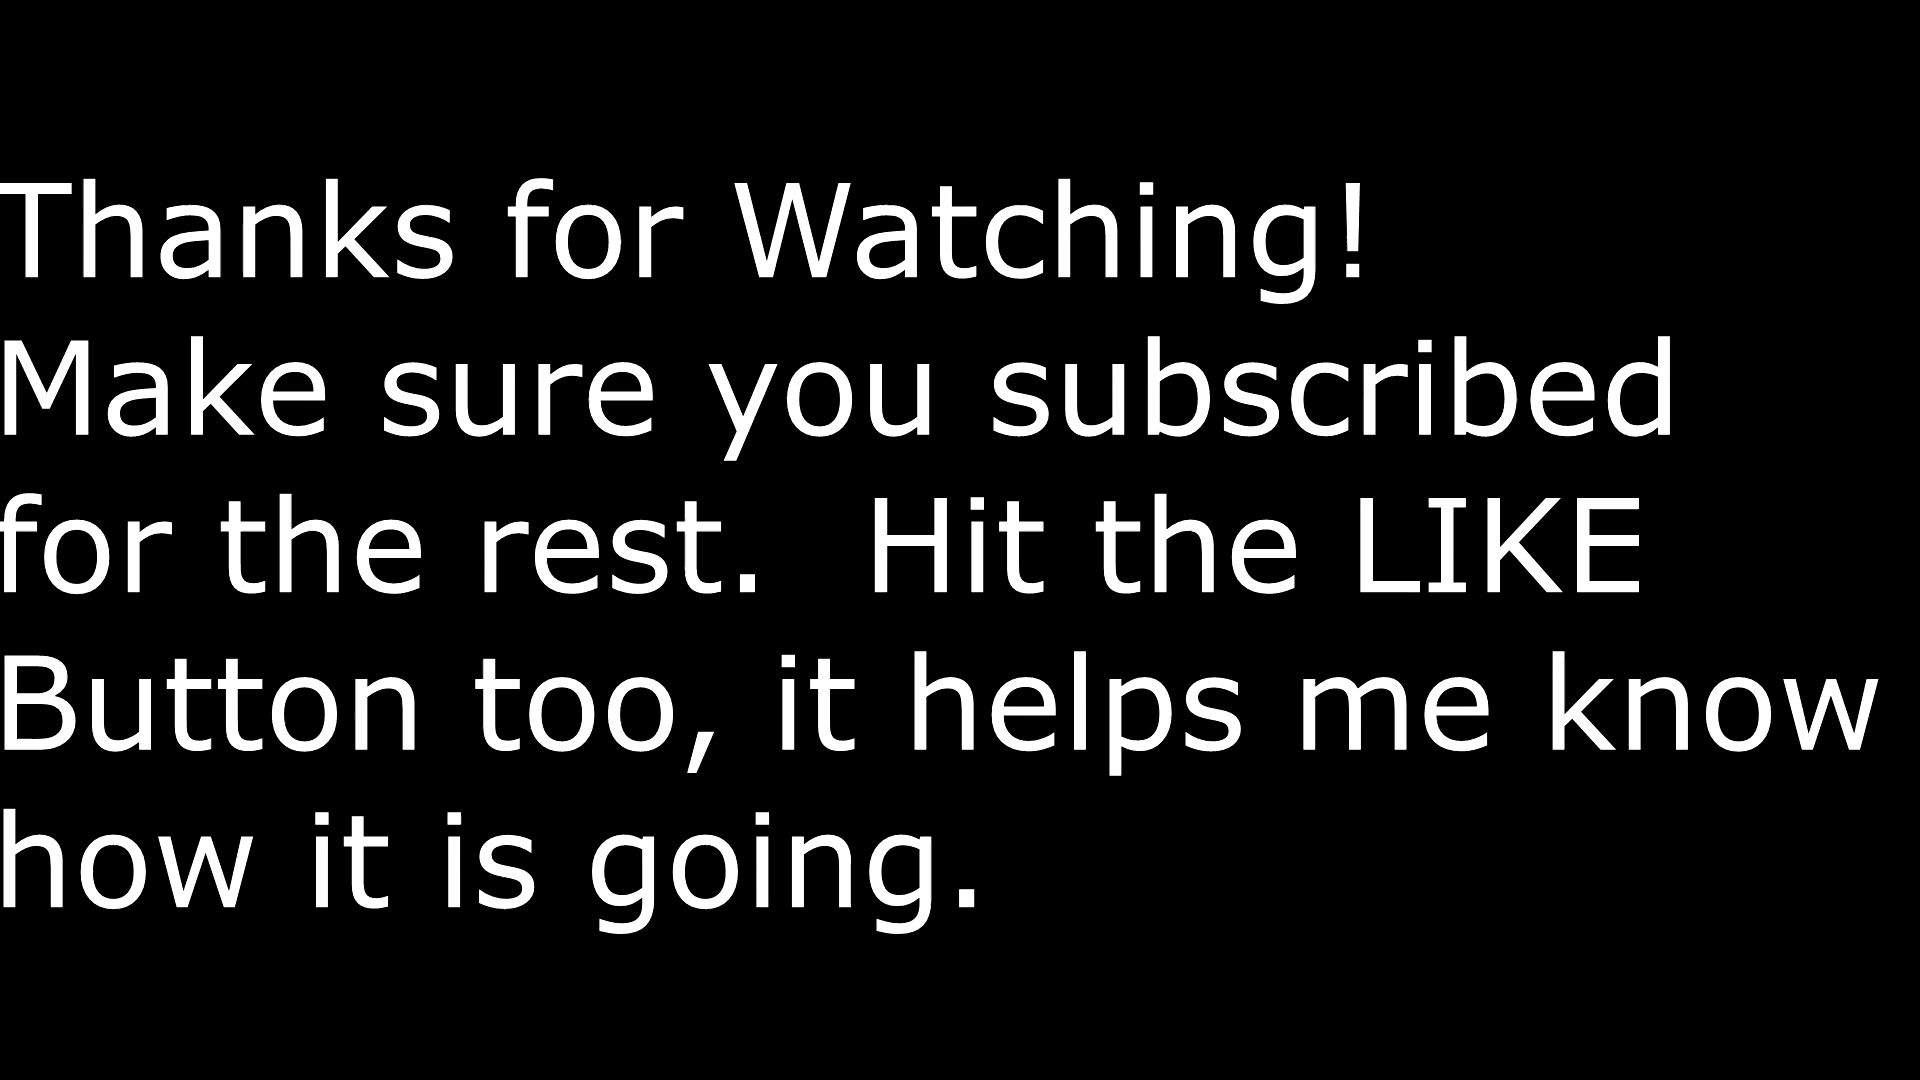 Thanks for Watching!
Make sure you subscribed
for the rest.  Hit the LIKE
Button too, it helps me know
how it is going.